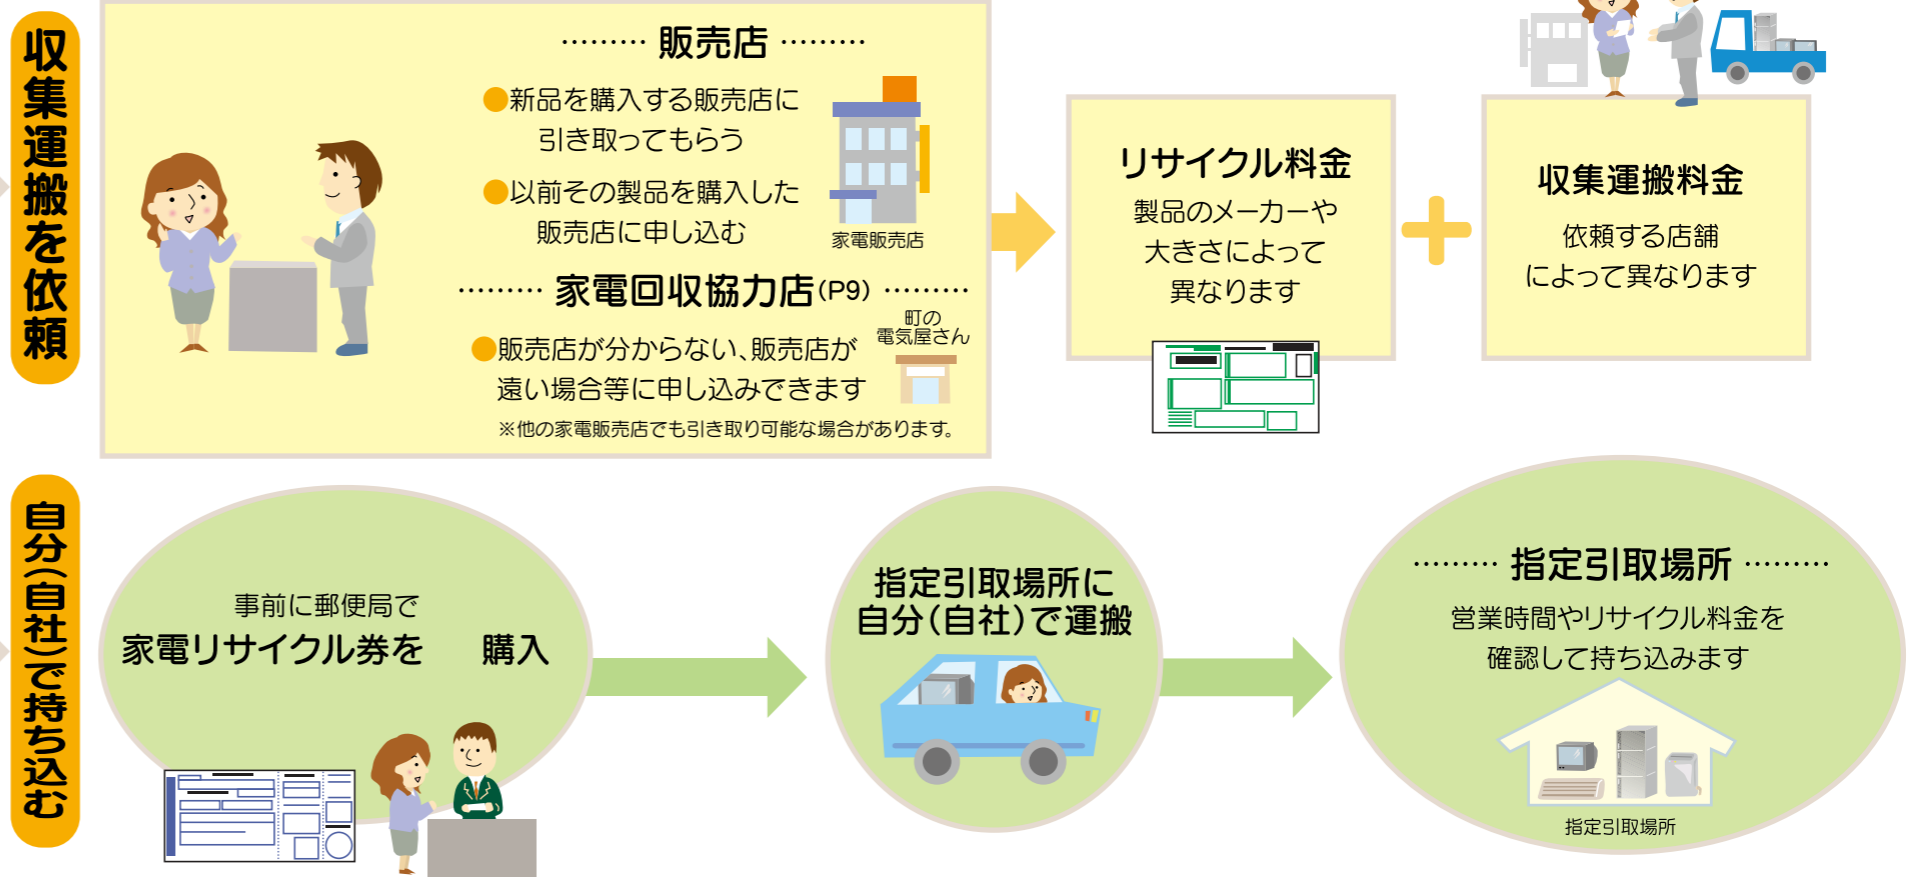 収集運搬を依頼
販売店
●新品を購入する販売店に
引き取ってもらう
●以前その製品を購入した
販売店に申し込む
家電販売店
家電回収協力店(P9)
町の
電気屋さん
●販売店が分からない、販売店が
遠い場合等に申し込みできます
※他の家電販売店でも引き取り可能な場合があります。
リサイクル料金
製品のメーカーや
大きさによって
異なります
+
収集運搬料金
依頼する店舗
によって異なります
自分(自社)で持ち込む
事前に郵便局で
家電リサイクル券を 購入
指定引取場所に
自分(自社)で運搬
指定引取場所
営業時間やリサイクル料金を
確認して持ち込みます
指定引取場所